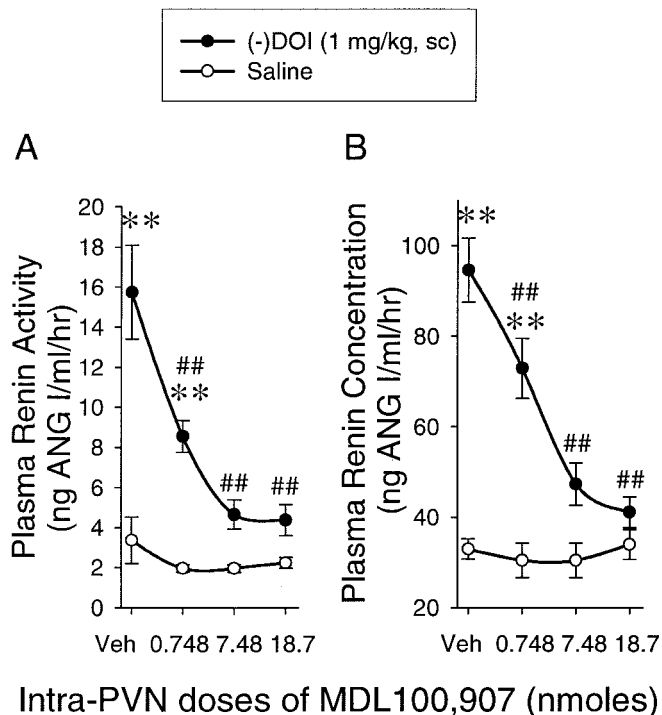 (-)DOI (1 mg/kg, sc)
Saline
A
B
Plasma Renin Activity
(ng ANG I/ml/hr)
20
18
16
14
12
10
8
6
4
2
0
**
##
**
##
##
Veh 0.748 7.48 18.7
Plasma Renin Concentration
(ng ANG I/ml/hr)
100
80
60
40
20
**
##
**
##
##
Veh 0.748 7.48 18.7
Intra-PVN doses of MDL100,907 (nmoles)